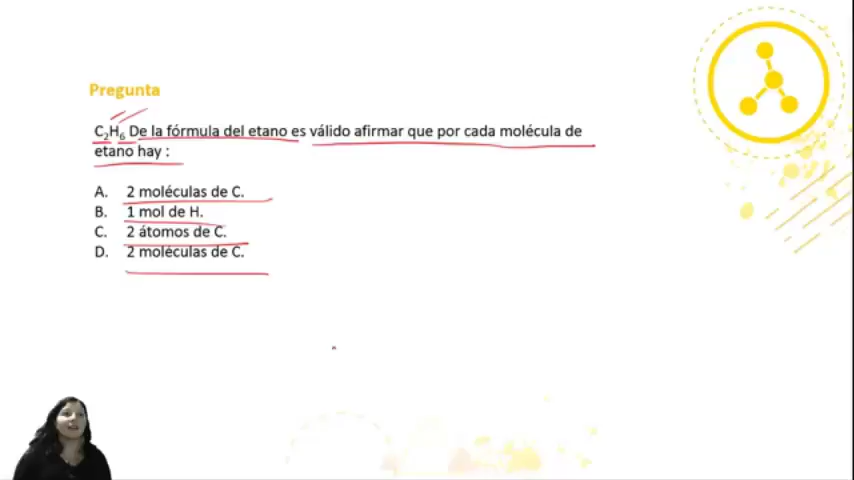 Pregunta
C₂H₆ De la fórmula del etano es válido afirmar que por cada molécula de
etano hay :
A. 2 moléculas de C.
B. 1 mol de H.
C. 2 átomos de C.
D. 2 moléculas de C.